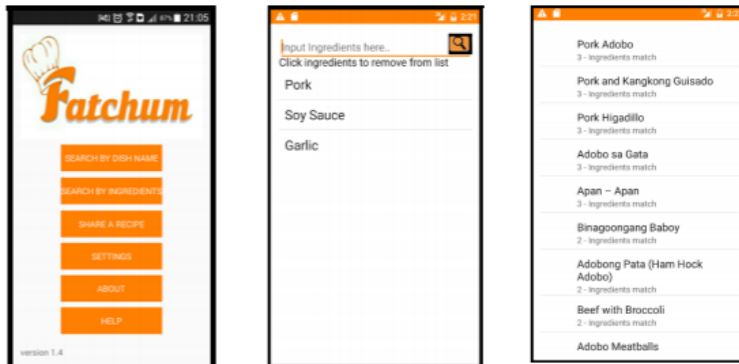 21:05
Fatchum
SEARCH BY DISH NAME
SEARCH BY INGREDIENTS
SHARE A RECIPE
SETTINGS
ABOUT
HELP
version 1.4
2:21
Input Ingredients here..
Click ingredients to remove from list
Pork
Soy Sauce
Garlic
Pork Adobo
3 - Ingredients match
Pork and Kangkong Guisado
3 - Ingredients match
Pork Higadillo
3 - Ingredients match
Adobo sa Gata
3 - Ingredients match
Apan – Apan
3 - Ingredients match
Binagoongang Baboy
2 - Ingredients match
Adobong Pata (Ham Hock
Adobo)
2 - Ingredients match
Beef with Broccoli
2 - Ingredients match
Adobo Meatballs